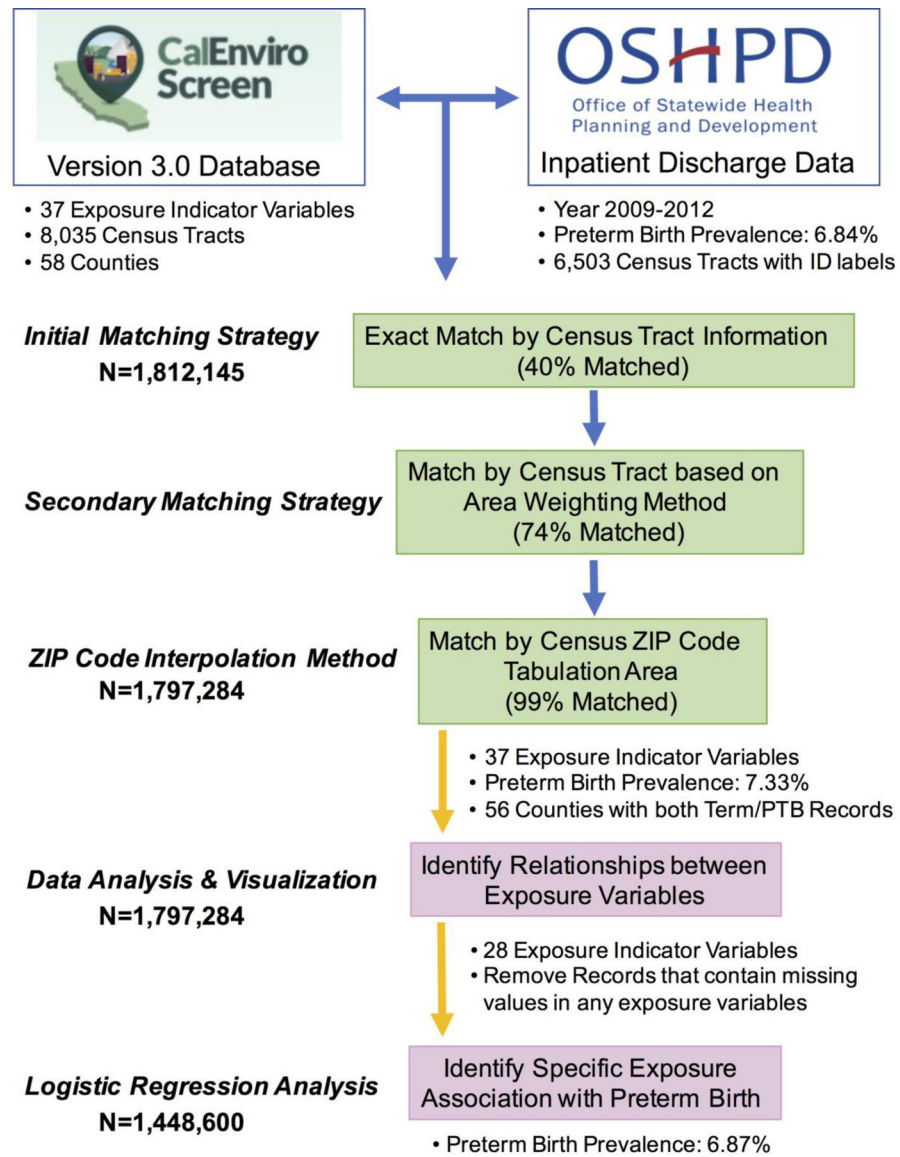 CalEnviro
Screen
Version 3.0 Database
• 37 Exposure Indicator Variables
• 8,035 Census Tracts
• 58 Counties
OSHPD
Office of Statewide Health
Planning and Development
Inpatient Discharge Data
• Year 2009-2012
• Preterm Birth Prevalence: 6.84%
• 6,503 Census Tracts with ID labels
Initial Matching Strategy
N=1,812,145
Exact Match by Census Tract Information
(40% Matched)
Secondary Matching Strategy
Match by Census Tract based on
Area Weighting Method
(74% Matched)
ZIP Code Interpolation Method
N=1,797,284
Match by Census ZIP Code
Tabulation Area
(99% Matched)
• 37 Exposure Indicator Variables
• Preterm Birth Prevalence: 7.33%
• 56 Counties with both Term/PTB Records
Data Analysis & Visualization
N=1,797,284
Identify Relationships between
Exposure Variables
• 28 Exposure Indicator Variables
• Remove Records that contain missing
values in any exposure variables
Logistic Regression Analysis
N=1,448,600
Identify Specific Exposure
Association with Preterm Birth
• Preterm Birth Prevalence: 6.87%